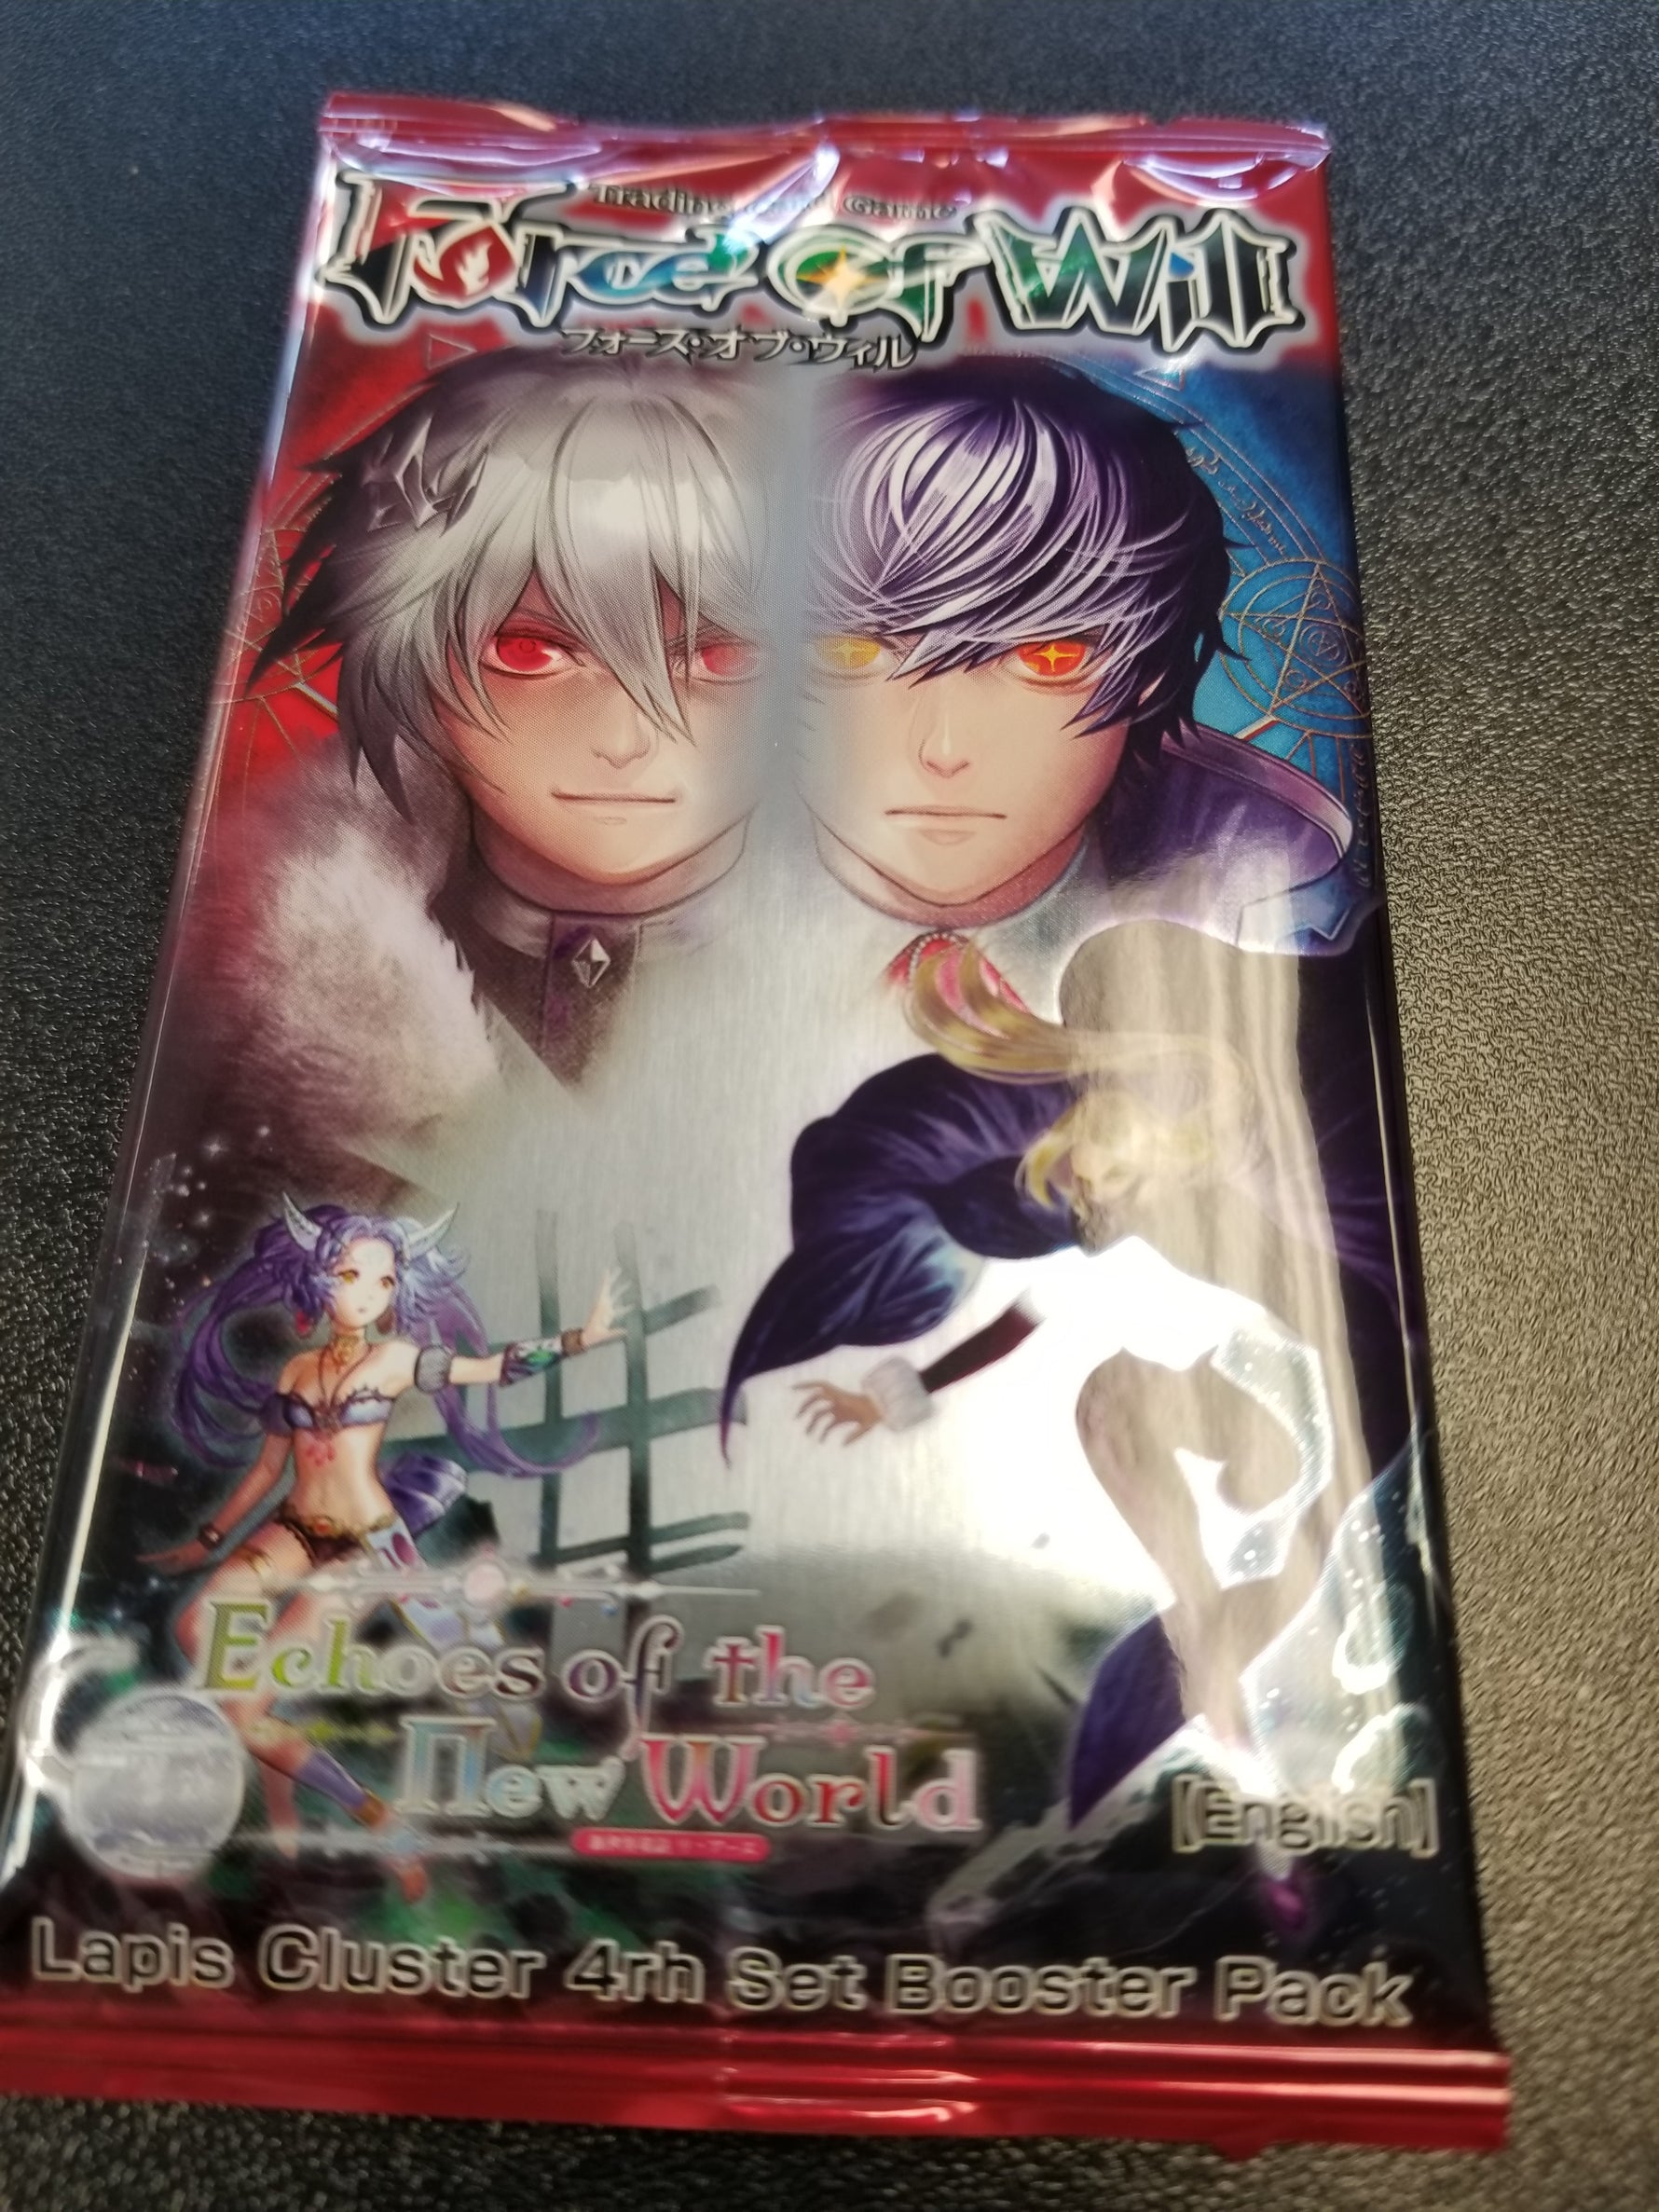 Trading Card Game
Force of Will
フォース・オブ・ウィル
Echoes of the
New World
[English]
Lapis Cluster 4rh Set Booster Pack